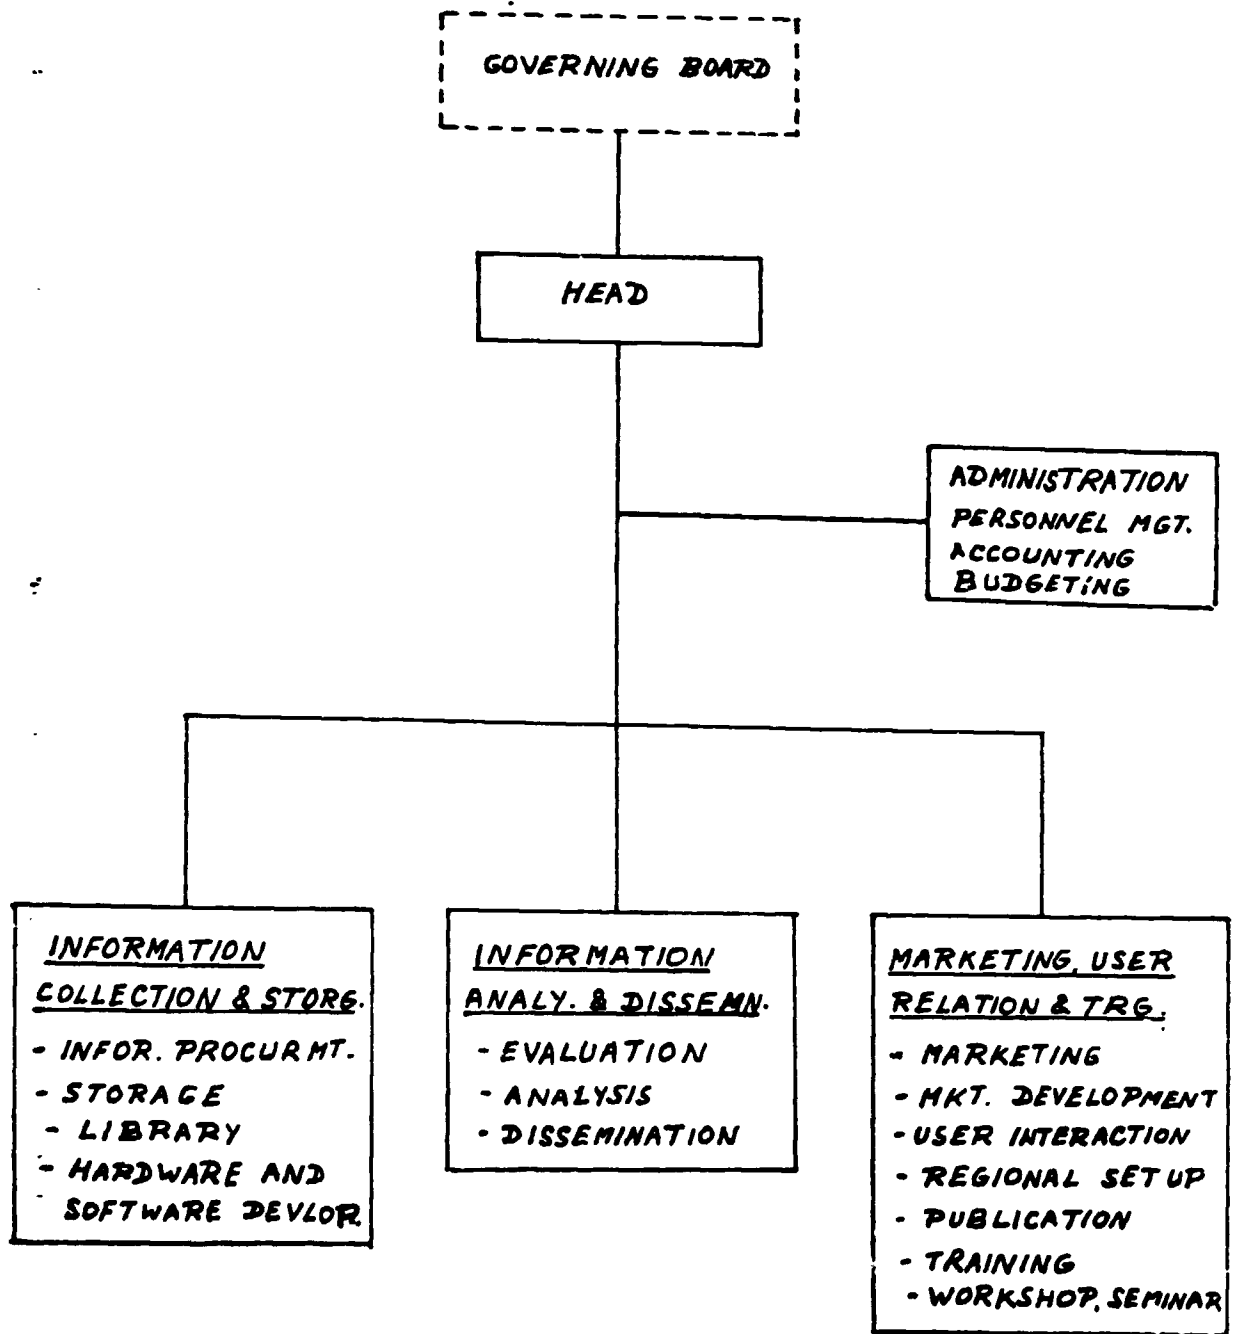 GOVERNING BOARD
HEAD
ADMINISTRATION
PERSONNEL MGT.
ACCOUNTING
BUDGETING
INFORMATION
COLLECTION & STORG.
- INFOR. PROCURMT.
- STORAGE
- LIBRARY
- HARDWARE AND
SOFTWARE DEVLOP.
INFORMATION
ANALY. & DISSEMN.
- EVALUATION
- ANALYSIS
- DISSEMINATION
MARKETING, USER
RELATION & TRG.
- MARKETING
- MKT. DEVELOPMENT
- USER INTERACTION
- REGIONAL SET UP
- PUBLICATION
- TRAINING
- WORKSHOP, SEMINAR